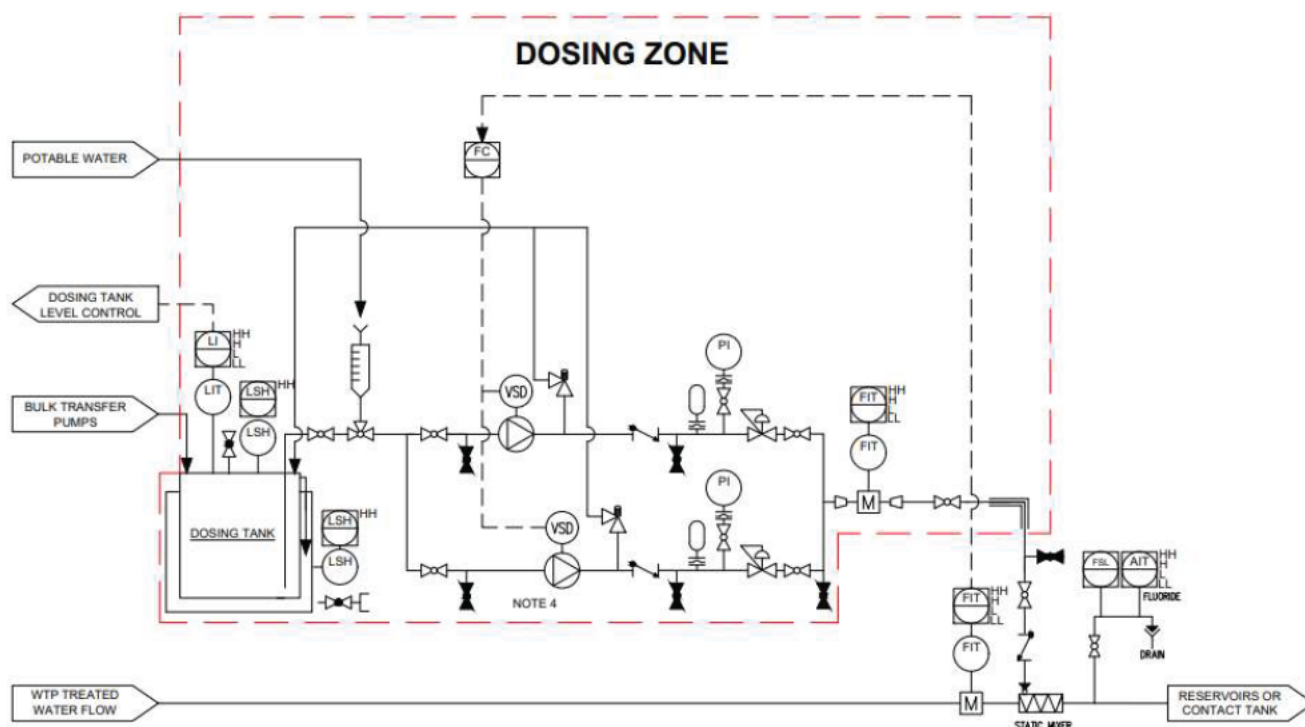 DOSING ZONE
POTABLE WATER
FC
DOSING TANK
LEVEL CONTROL
LI
HH
H
L
LL
LIT
LSH
HH
LSH
BULK TRANSFER
PUMPS
VSD
PI
FIT
HH
H
L
LL
FIT
M
DOSING TANK
LSH
HH
LSH
VSD
PI
NOTE 4
FIT
HH
H
L
LL
FIT
FSL
AIT
HH
H
L
LL
FLUORIDE
DRAIN
WTP TREATED
WATER FLOW
M
STATIC MIXER
RESERVOIRS OR
CONTACT TANK